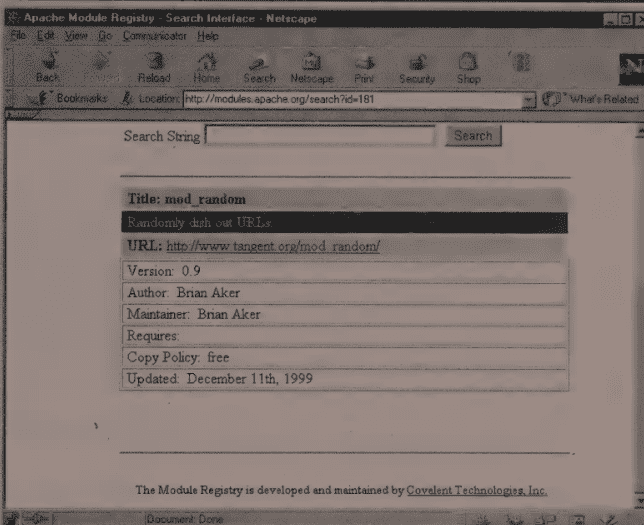 Apache Module Registry - Search Interface - Netscape
File Edit View Go Communicator Help
Back Forward Reload Home Search Netscape Print Security Shop
Bookmarks Location: http://modules.apache.org/search?id=181 What's Related
Search String Search
Title: mod_random
Randomly dish out URLs
URL: http://www.tangent.org/mod_random/
Version: 0.9
Author: Brian Aker
Maintainer: Brian Aker
Requires:
Copy Policy: free
Updated: December 11th, 1999
The Module Registry is developed and maintained by Covalent Technologies, Inc.
Document: Done